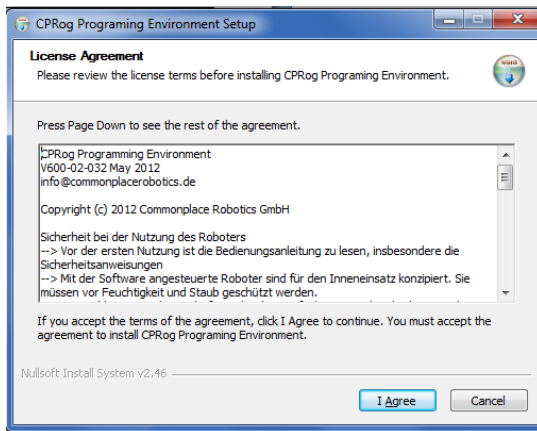 CPRog Programing Environment Setup
License Agreement
Please review the license terms before installing CPRog Programing Environment.
Press Page Down to see the rest of the agreement.
CPRog Programming Environment
V600-02-032 May 2012
info@commonplacerobotics.de
Copyright (c) 2012 Commonplace Robotics GmbH
Sicherheit bei der Nutzung des Roboters
--> Vor der ersten Nutzung ist die Bedienungsanleitung zu lesen, insbesondere die
Sicherheitsanweisungen
--> Mit der Software angesteuerte Roboter sind für den Inneneinsatz konzipiert. Sie
müssen vor Feuchtigkeit und Staub geschützt werden.
If you accept the terms of the agreement, click I Agree to continue. You must accept the
agreement to install CPRog Programing Environment.
Nullsoft Install System v2.46
I Agree
Cancel